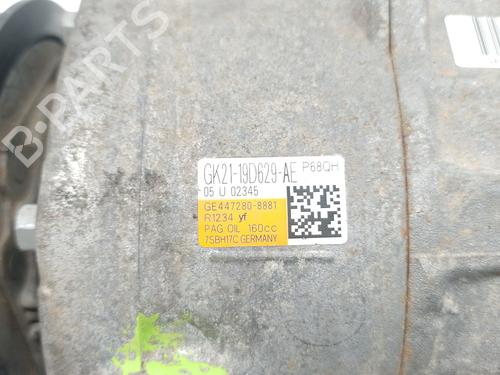 GK21-19D629-AE P68QH
05 U 02345
GE447280-8881
R1234 yf
PAG OIL 160cc
7SBH17C GERMANY
B-PARTS